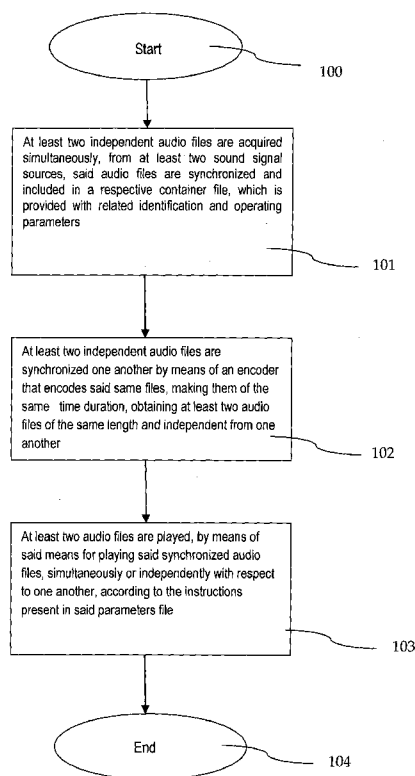 Start
100
At least two independent audio files are acquired
simultaneously, from at least two sound signal
sources, said audio files are synchronized and
included in a respective container file, which is
provided with related identification and operating
parameters
101
At least two independent audio files are
synchronized one another by means of an encoder
that encodes said same files, making them of the
same time duration, obtaining at least two audio
files of the same length and independent from one
another
102
At least two audio files are played, by means of
said means for playing said synchronized audio
files, simultaneously or independently with respect
to one another, according to the instructions
present in said parameters file
103
End
104